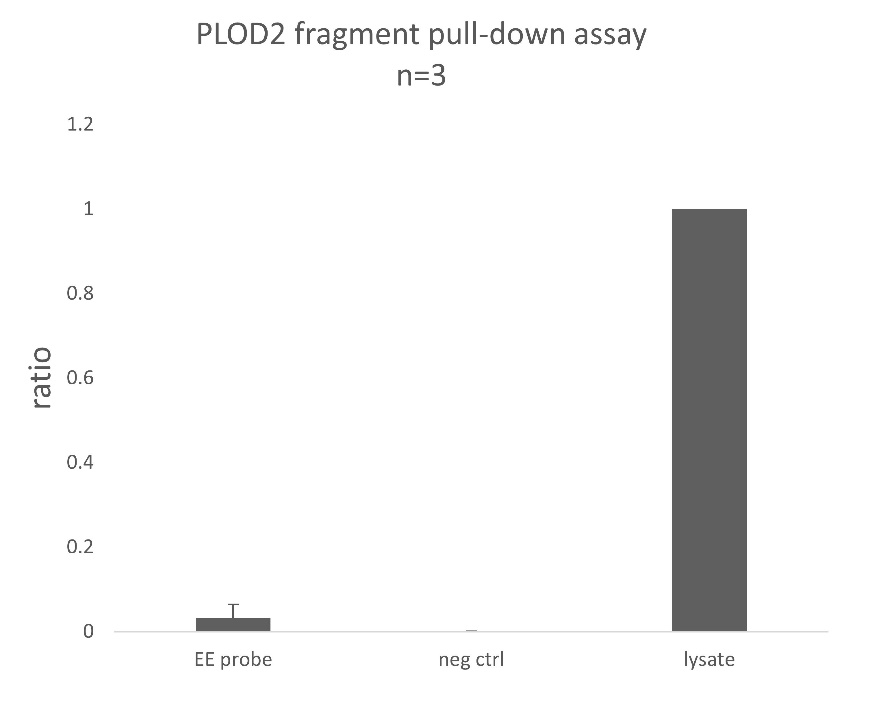 PLOD2 fragment pull-down assay
n=3
1.2
1
0.8
0.6
0.4
0.2
0
ratio
EE probe
neg ctrl
lysate